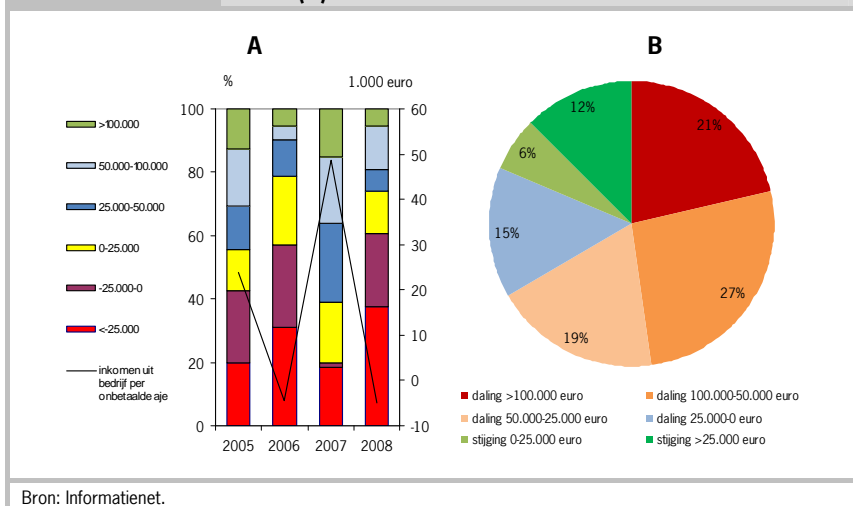 A
B
%
1.000 euro
100
80
60
40
20
0
60
50
40
30
20
10
0
-10
2005 2006 2007 2008
>100.000
50.000-100.000
25.000-50.000
0-25.000
-25.000-0
<-25.000
inkomen uit
bedrijf per
onbetaalde aje
21%
27%
19%
15%
6%
12%
daling >100.000 euro
daling 100.000-50.000 euro
daling 50.000-25.000 euro
daling 25.000-0 euro
stijging 0-25.000 euro
stijging >25.000 euro
Bron: Informatienet.